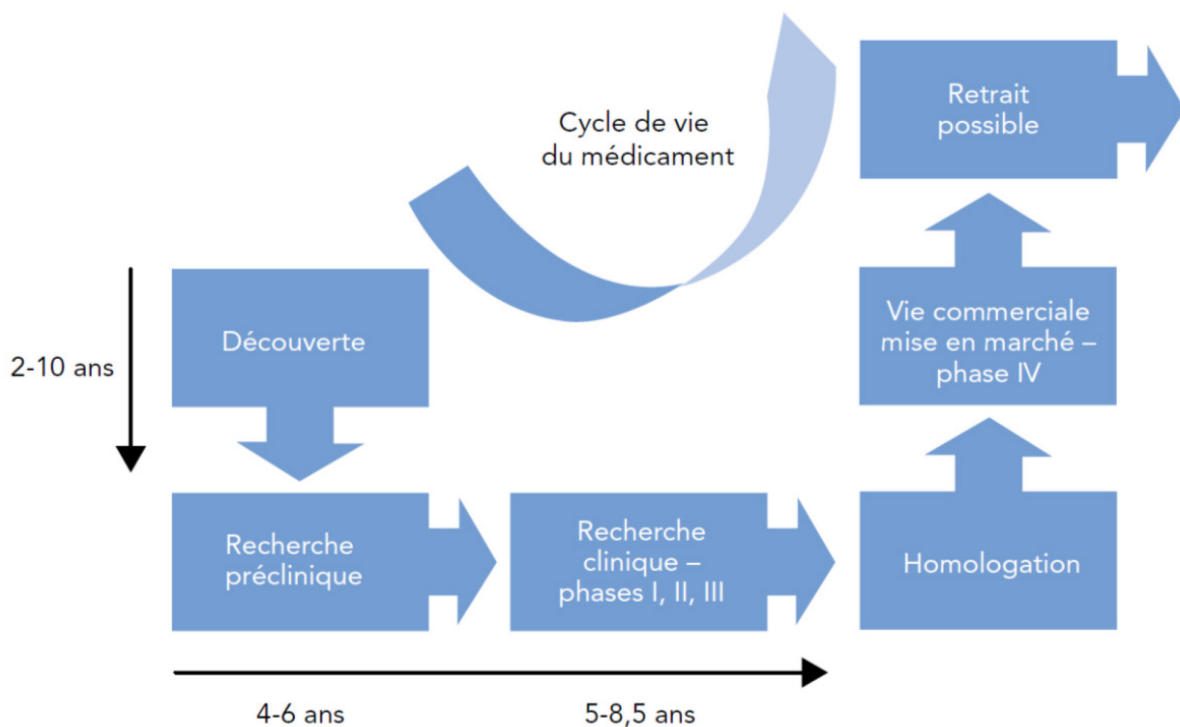 Cycle de vie
du médicament
Retrait
possible
2-10 ans
Découverte
Vie commerciale
mise en marché –
phase IV
Recherche
préclinique
Recherche
clinique –
phases I, II, III
Homologation
4-6 ans
5-8,5 ans